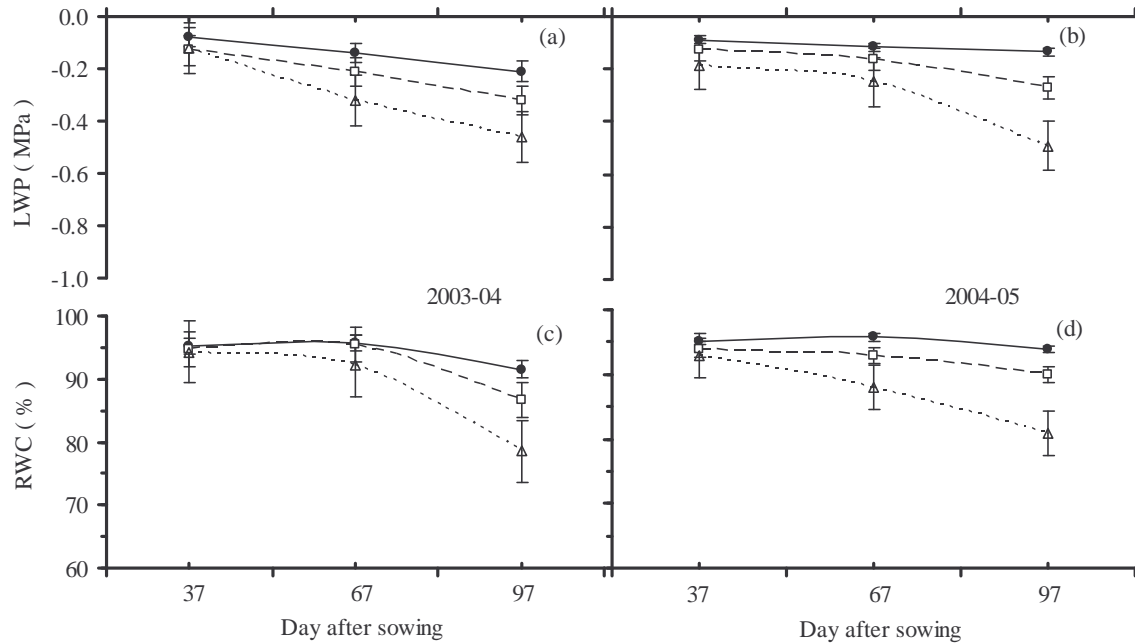 0.0
-0.2
-0.4
-0.6
-0.8
-1.0
LWP ( MPa )
(a)
(b)
2003-04
2004-05
100
90
80
70
60
RWC ( % )
(c)
(d)
37
67
97
37
67
97
Day after sowing
Day after sowing